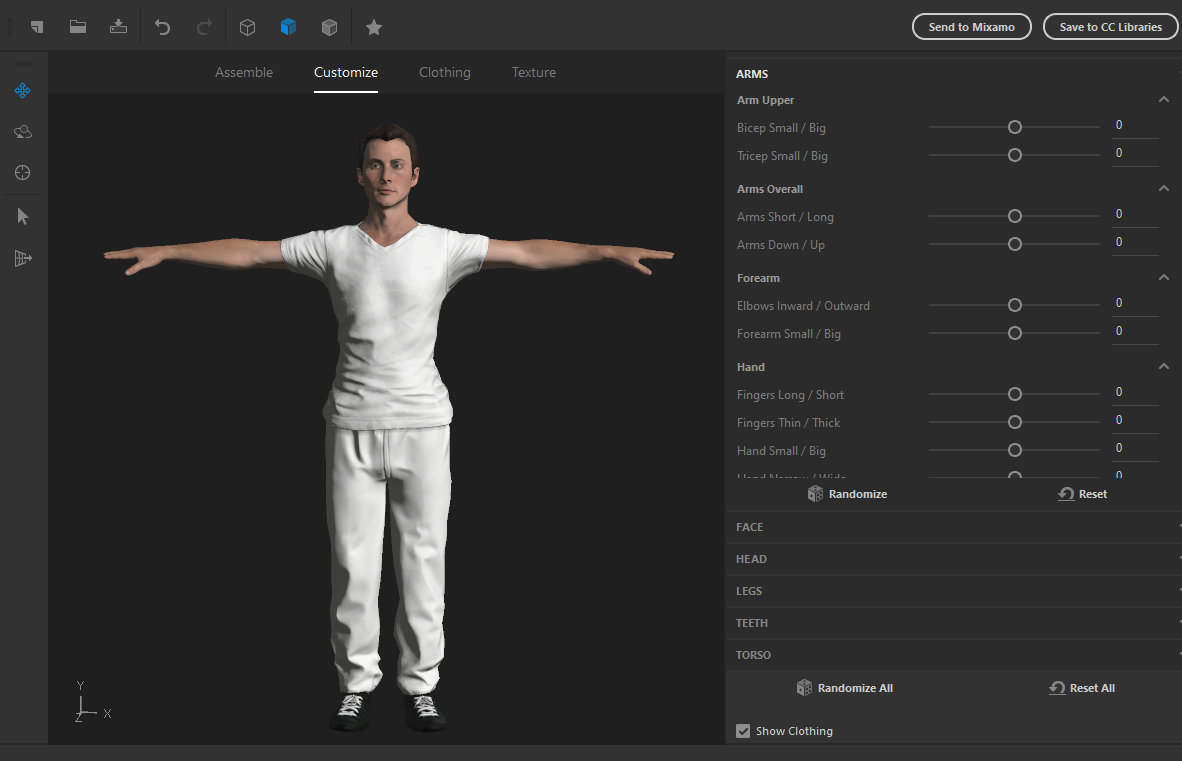 Send to Mixamo
Save to CC Libraries
Assemble
Customize
Clothing
Texture
ARMS
Arm Upper
Bicep Small / Big 0
Tricep Small / Big 0
Arms Overall
Arms Short / Long 0
Arms Down / Up 0
Forearm
Elbows Inward / Outward 0
Forearm Small / Big 0
Hand
Fingers Long / Short 0
Fingers Thin / Thick 0
Hand Small / Big 0
Hand Narrow / Wide 0
Randomize
Reset
FACE
HEAD
LEGS
TEETH
TORSO
Randomize All
Reset All
Show Clothing
Y
Z
X